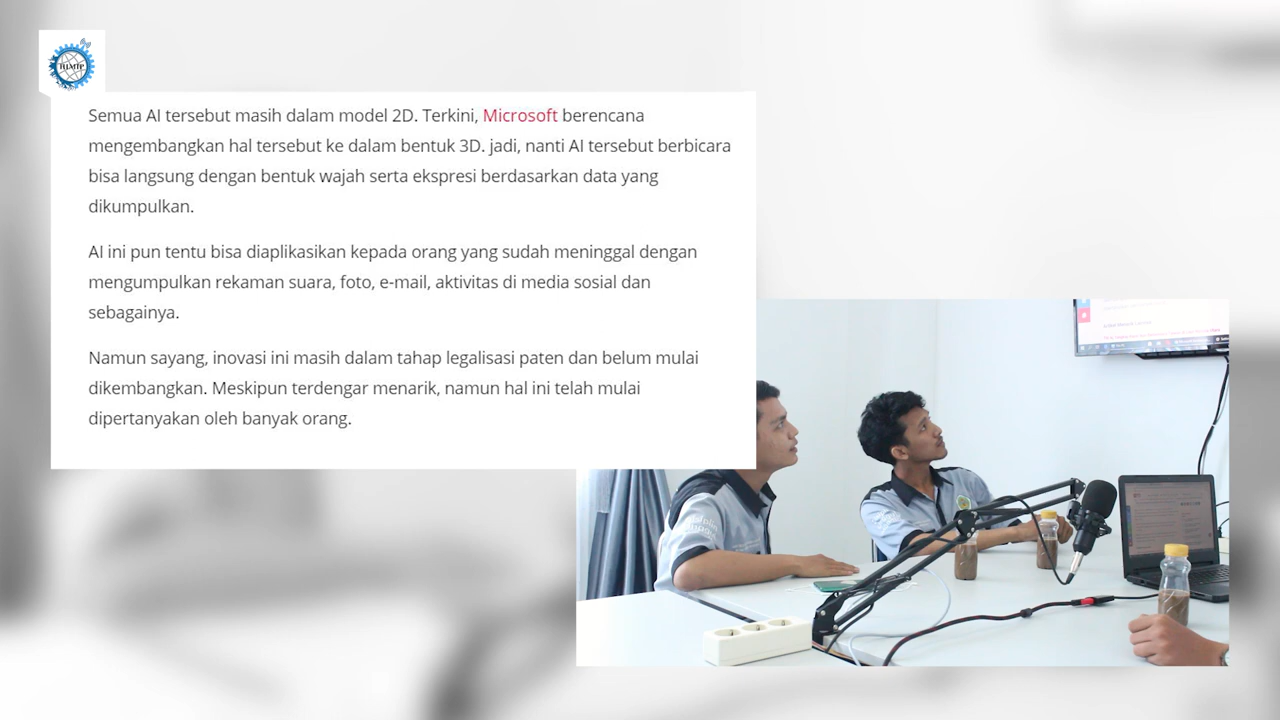 HIMIP
Semua AI tersebut masih dalam model 2D. Terkini, Microsoft berencana
mengembangkan hal tersebut ke dalam bentuk 3D. jadi, nanti AI tersebut berbicara
bisa langsung dengan bentuk wajah serta ekspresi berdasarkan data yang
dikumpulkan.
AI ini pun tentu bisa diaplikasikan kepada orang yang sudah meninggal dengan
mengumpulkan rekaman suara, foto, e-mail, aktivitas di media sosial dan
sebagainya.
Namun sayang, inovasi ini masih dalam tahap legalisasi paten dan belum mulai
dikembangkan. Meskipun terdengar menarik, namun hal ini telah mulai
dipertanyakan oleh banyak orang.